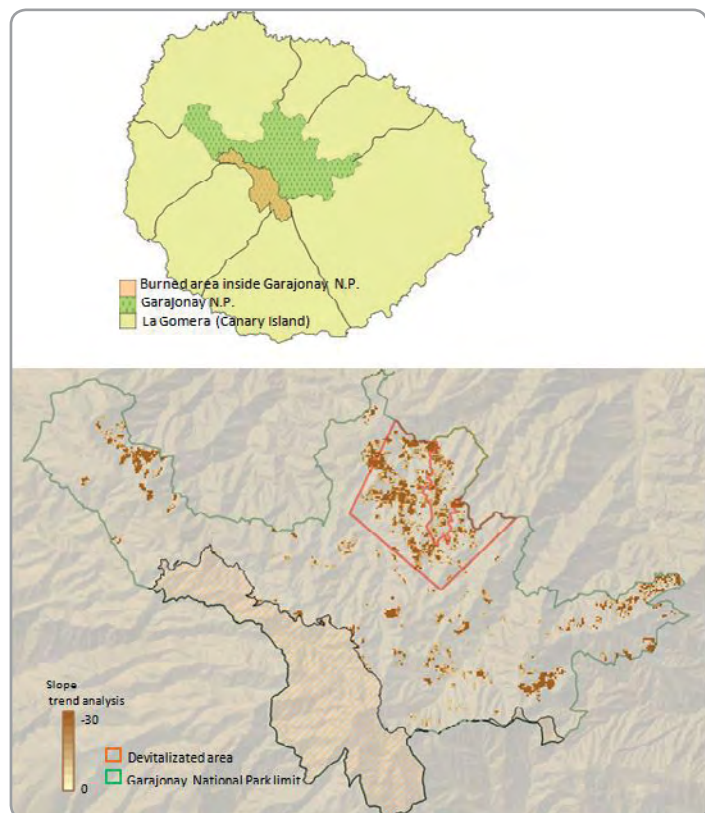 Burned area inside Garajonay N.P.
Garajonay N.P.
La Gomera (Canary Island)
Slope
trend analysis
-30
0
Devitalizated area
Garajonay National Park limit